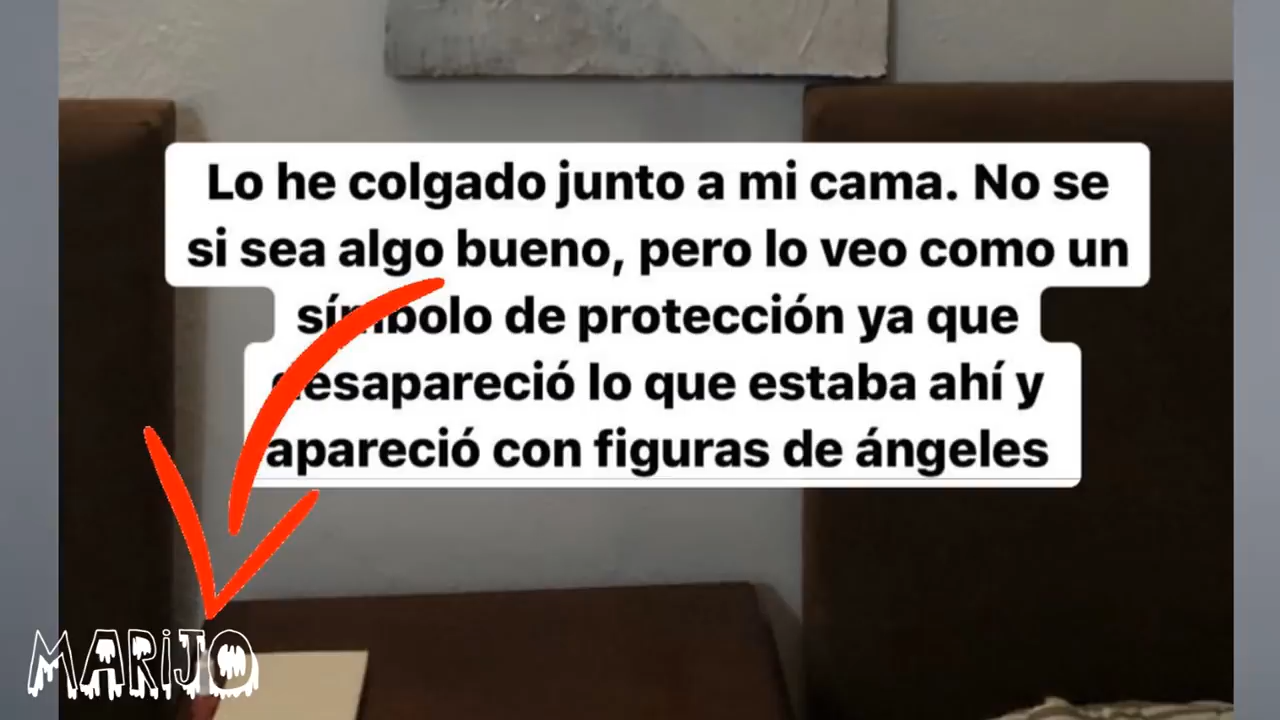 Lo he colgado junto a mi cama. No se
si sea algo bueno, pero lo veo como un
símbolo de protección ya que
desapareció lo que estaba ahí y
apareció con figuras de ángeles
MARiJO